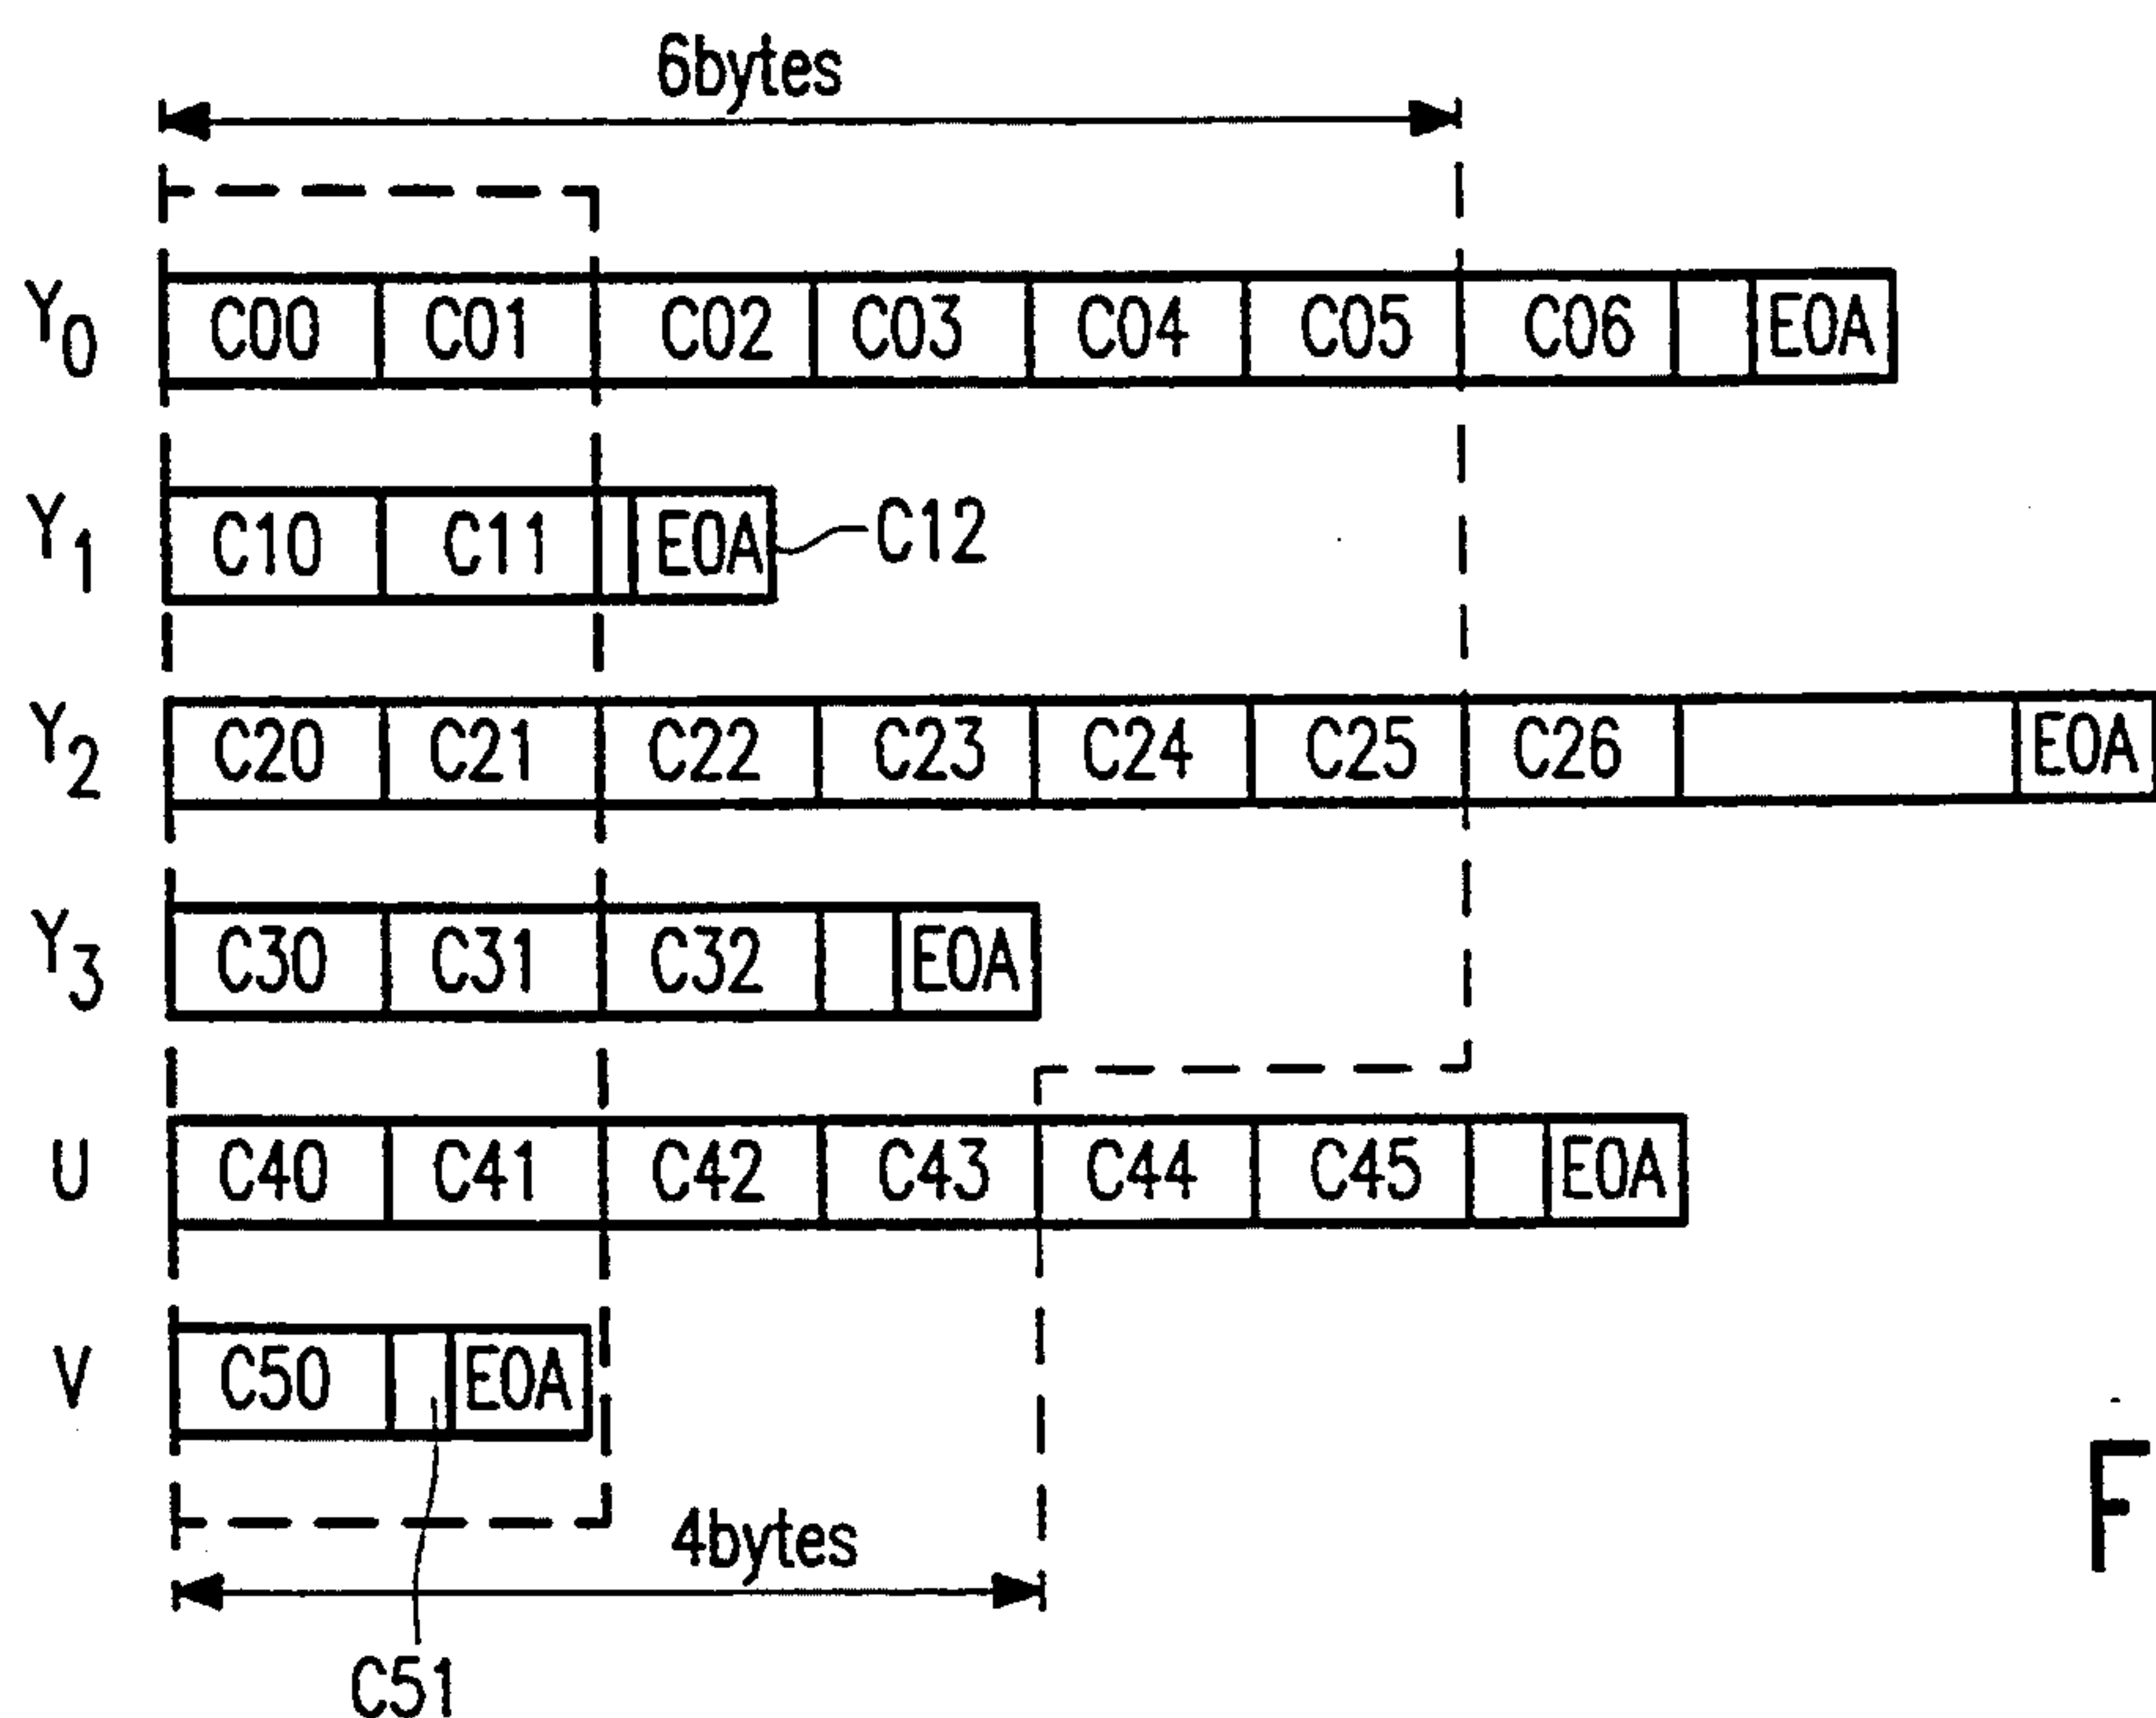 6bytes
Y0 C00 C01 C02 C03 C04 C05 C06 EOA
Y1 C10 C11 EOA C12
Y2 C20 C21 C22 C23 C24 C25 C26 EOA
Y3 C30 C31 C32 EOA
U C40 C41 C42 C43 C44 C45 EOA
V C50 EOA
F
4bytes
C51